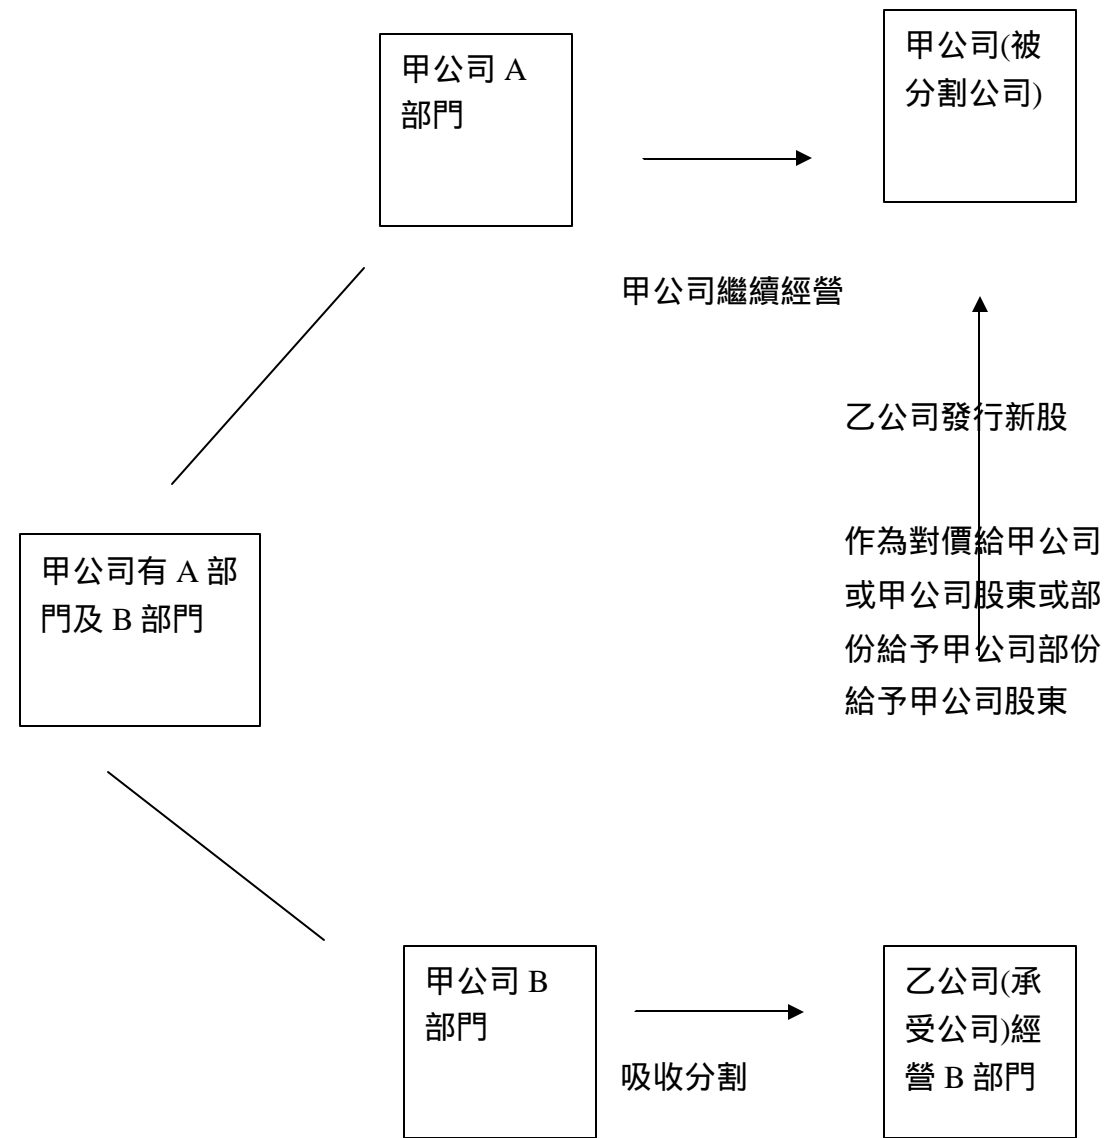 甲公司 A
部門
甲公司(被
分割公司)
甲公司繼續經營
乙公司發行新股
作為對價給甲公司
或甲公司股東或部
份給予甲公司部份
給予甲公司股東
甲公司有 A 部
門及 B 部門
甲公司 B
部門
吸收分割
乙公司(承
受公司)經
營 B 部門